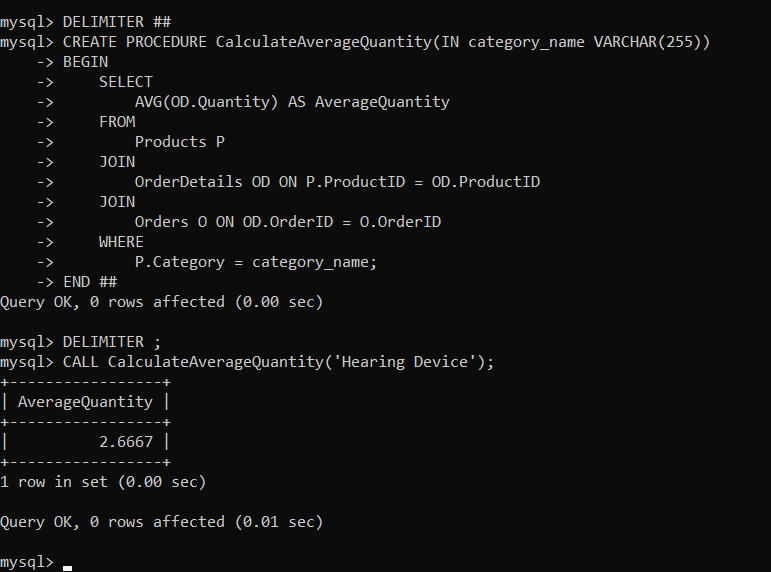 mysql> DELIMITER ##
mysql> CREATE PROCEDURE CalculateAverageQuantity(IN category_name VARCHAR(255))
    -> BEGIN
    ->     SELECT
    ->         AVG(OD.Quantity) AS AverageQuantity
    ->     FROM
    ->         Products P
    ->     JOIN
    ->         OrderDetails OD ON P.ProductID = OD.ProductID
    ->     JOIN
    ->         Orders O ON OD.OrderID = O.OrderID
    ->     WHERE
    ->         P.Category = category_name;
    -> END ##
Query OK, 0 rows affected (0.00 sec)

mysql> DELIMITER ;
mysql> CALL CalculateAverageQuantity('Hearing Device');
+-----------------+
| AverageQuantity |
+-----------------+
|          2.6667 |
+-----------------+
1 row in set (0.00 sec)

Query OK, 0 rows affected (0.01 sec)

mysql>